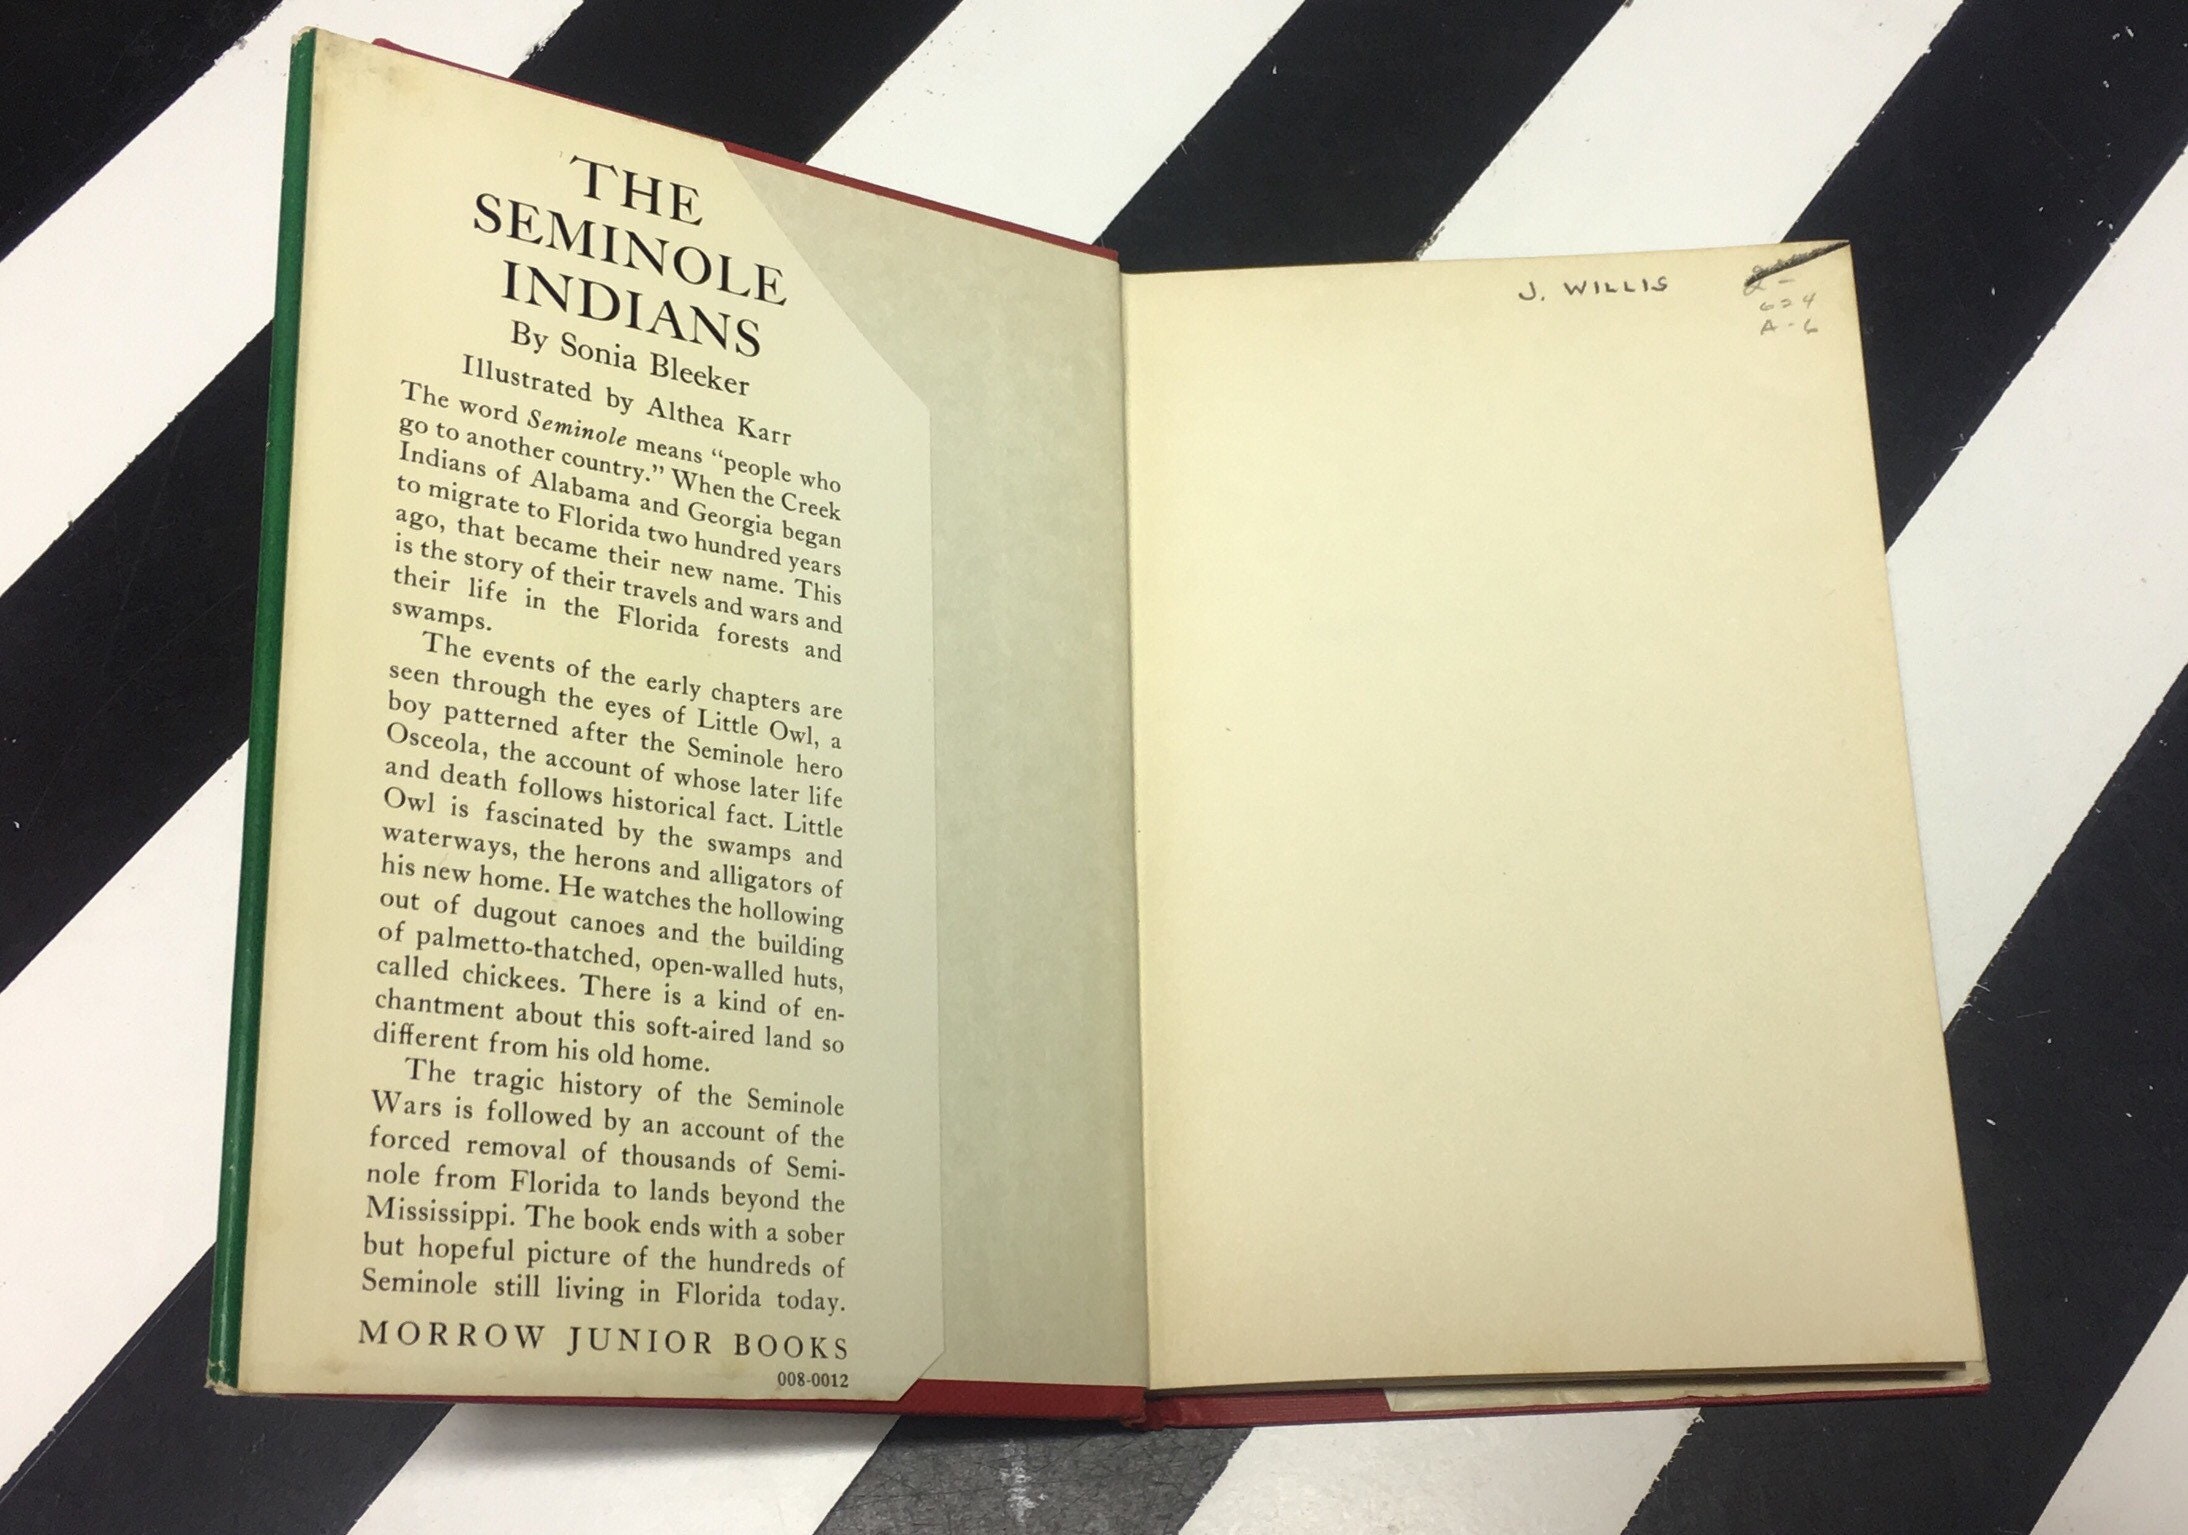 THE
SEMINOLE
INDIANS
By Sonia Bleeker
Illustrated by Althea Karr
The word Seminole means “people who
go to another country.” When the Creek
Indians of Alabama and Georgia began
to migrate to Florida two hundred years
ago, that became their new name. This
is the story of their travels and wars and
their life in the Florida forests and
swamps.
The events of the early chapters are
seen through the eyes of Little Owl, a
boy patterned after the Seminole hero
Osceola, the account of whose later life
and death follows historical fact. Little
Owl is fascinated by the swamps and
waterways, the herons and alligators of
his new home. He watches the hollowing
out of dugout canoes and the building
of palmetto-thatched, open-walled huts,
called chickees. There is a kind of en-
chantment about this soft-aired land so
different from his old home.
The tragic history of the Seminole
Wars is followed by an account of the
forced removal of thousands of Semi-
nole from Florida to lands beyond the
Mississippi. The book ends with a sober
but hopeful picture of the hundreds of
Seminole still living in Florida today.
MORROW JUNIOR BOOKS
008-0012
J. WILLIS
624
A-6